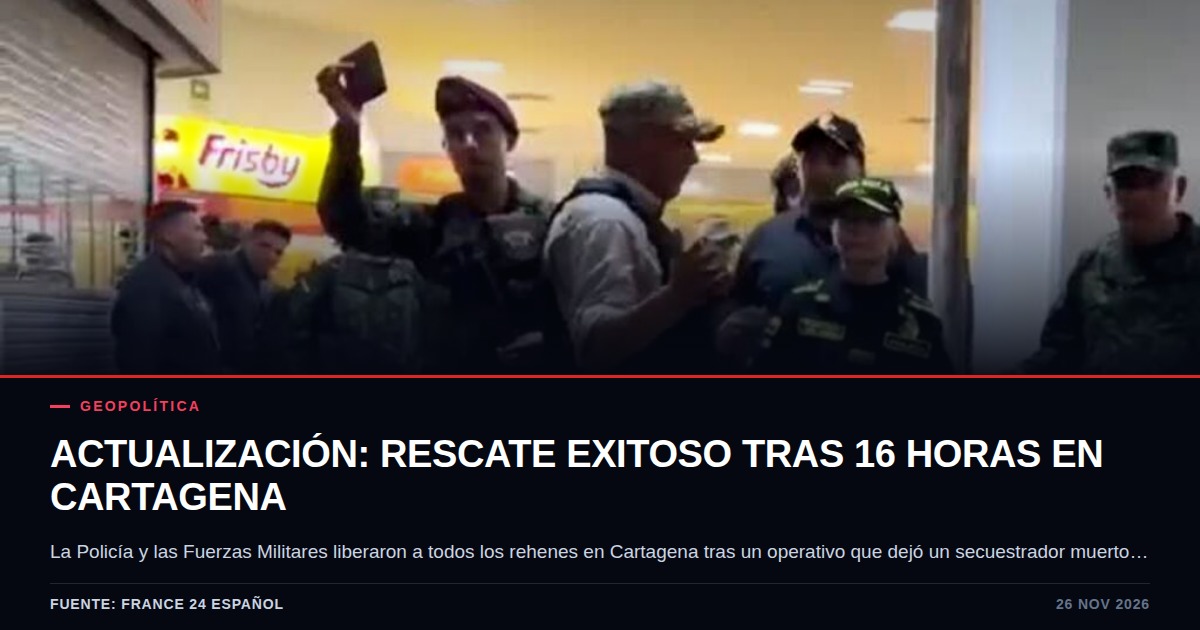 Frisby
GEOPOLÍTICA
ACTUALIZACIÓN: RESCATE EXITOSO TRAS 16 HORAS EN
CARTAGENA
La Policía y las Fuerzas Militares liberaron a todos los rehenes en Cartagena tras un operativo que dejó un secuestrador muerto…
FUENTE: FRANCE 24 ESPAÑOL
26 NOV 2026